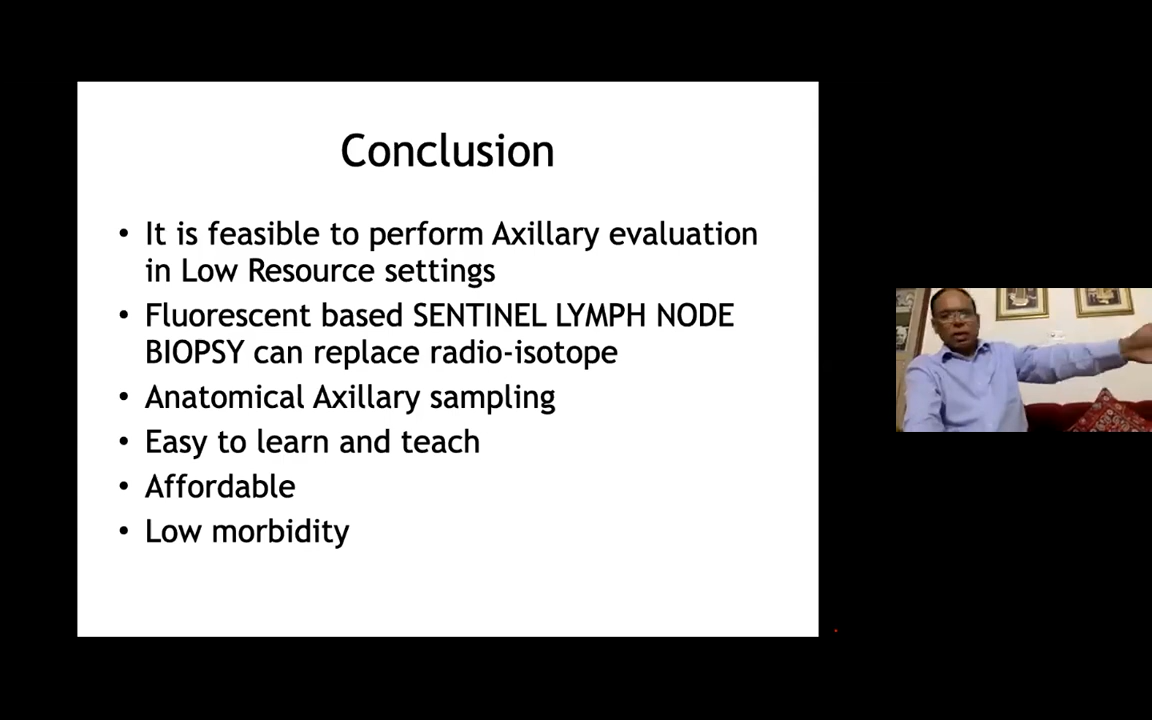 Conclusion
• It is feasible to perform Axillary evaluation
in Low Resource settings
• Fluorescent based SENTINEL LYMPH NODE
BIOPSY can replace radio-isotope
• Anatomical Axillary sampling
• Easy to learn and teach
• Affordable
• Low morbidity